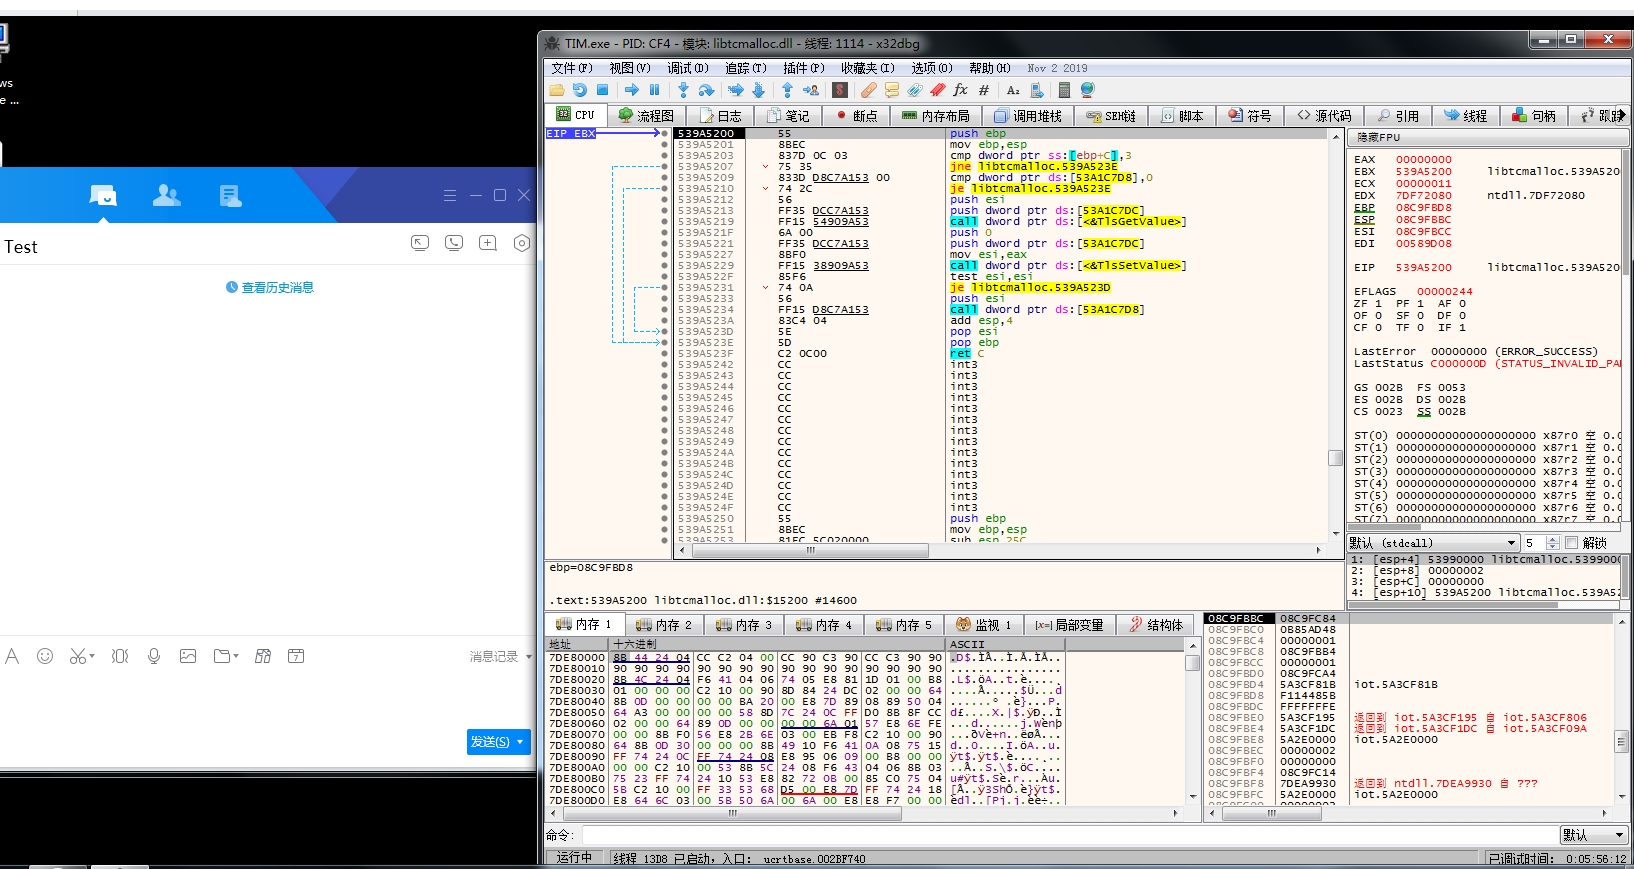 ws
e ...
Test
查看历史消息
消息记录
发送(S)
TIM.exe - PID: CF4 - 模块: libtcmalloc.dll - 线程: 1114 - x32dbg
文件(F) 视图(V) 调试(D) 追踪(T) 插件(P) 收藏夹(I) 选项(O) 帮助(H) Nov 2 2019
CPU 流程图 日志 笔记 断点 内存布局 调用堆栈 SEH链 脚本 符号 源代码 引用 线程 句柄 跟踪
EIP EBX
539A5200 55 push ebp
539A5201 8BEC mov ebp,esp
539A5203 837D 0C 03 cmp dword ptr ss:[ebp+C],3
539A5207 75 35 jne libtcmalloc.539A523E
539A5209 833D D8C7A153 00 cmp dword ptr ds:[53A1C7D8],0
539A5210 74 2C je libtcmalloc.539A523E
539A5212 56 push esi
539A5213 FF35 DCC7A153 push dword ptr ds:[53A1C7DC]
539A5219 FF15 54909A53 call dword ptr ds:[<&TlsGetValue>]
539A521F 6A 00 push 0
539A5221 FF35 DCC7A153 push dword ptr ds:[53A1C7DC]
539A5227 8BF0 mov esi,eax
539A5229 FF15 38909A53 call dword ptr ds:[<&TlsSetValue>]
539A522F 85F6 test esi,esi
539A5231 74 0A je libtcmalloc.539A523D
539A5233 56 push esi
539A5234 FF15 D8C7A153 call dword ptr ds:[53A1C7D8]
539A523A 83C4 04 add esp,4
539A523D 5E pop esi
539A523E 5D pop ebp
539A523F C2 0C00 ret C
539A5242 CC int3
539A5243 CC int3
539A5244 CC int3
539A5245 CC int3
539A5246 CC int3
539A5247 CC int3
539A5248 CC int3
539A5249 CC int3
539A524A CC int3
539A524B CC int3
539A524C CC int3
539A524D CC int3
539A524E CC int3
539A524F CC int3
539A5250 55 push ebp
539A5251 8BEC mov ebp,esp
539A5253 81EC 5C020000 sub esp,25C
隐藏FPU
EAX 00000000
EBX 539A5200 libtcmalloc.539A520
ECX 00000011
EDX 7DF72080 ntdll.7DF72080
EBP 08C9FBD8
ESP 08C9FBBC
ESI 08C9FBCC
EDI 00589D08
EIP 539A5200 libtcmalloc.539A520
EFLAGS 00000244
ZF 1 PF 1 AF 0
OF 0 SF 0 DF 0
CF 0 TF 0 IF 1
LastError 00000000 (ERROR_SUCCESS)
LastStatus C000000D (STATUS_INVALID_PA
GS 002B FS 0053
ES 002B DS 002B
CS 0023 SS 002B
ST(0) 00000000000000000000 x87r0 空 0.0
ST(1) 00000000000000000000 x87r1 空 0.0
ST(2) 00000000000000000000 x87r2 空 0.0
ST(3) 00000000000000000000 x87r3 空 0.0
ST(4) 00000000000000000000 x87r4 空 0.0
ST(5) 00000000000000000000 x87r5 空 0.0
ST(6) 00000000000000000000 x87r6 空 0.0
ST(7) 00000000000000000000 x87r7 空 0.0
默认 (stdcall) 5 解锁
1: [esp+4] 53990000 libtcmalloc.5399000
2: [esp+8] 00000002
3: [esp+C] 00000000
4: [esp+10] 539A5200 libtcmalloc.539A52
ebp=08C9FBD8
.text:539A5200 libtcmalloc.dll:$15200 #14600
内存 1 内存 2 内存 3 内存 4 内存 5 监视 1 [x=] 局部变量 结构体
地址 十六进制 ASCII
7DE80000 8B 44 24 04 CC C2 04 00 CC 90 C3 90 CC C3 90 90 .D$.ÌÂ..Ì.Ã.ÌÃ..
7DE80010 90 90 90 90 90 90 90 90 90 90 90 90 90 90 90 90 ................
7DE80020 8B 4C 24 04 F6 41 04 06 74 05 E8 81 1D 01 00 B8 .L$.öA..t.è....¸
7DE80030 01 00 00 00 C2 10 00 90 8D 84 24 DC 02 00 00 64 ....Â.....$Ü...d
7DE80040 8B 0D 00 00 00 00 BA 20 00 E8 7D 89 08 89 50 04
7DE80050 64 A3 00 00 00 00 58 8D 7C 24 0C FF D0 8B 8F CC d£....X.|$.ÿÐ..Ì
7DE80060 02 00 00 64 89 0D 00 00 00 00 6A 01 57 E8 6E FE ...d......j.Wènþ
7DE80070 00 00 8B F0 56 E8 2B 6E 03 00 EB F8 C2 10 00 90 ...ðVè+n..ëøÂ...
7DE80080 64 8B 0D 30 00 00 00 8B 49 10 F6 41 0A 08 75 15 d..0....I.öA..u.
7DE80090 FF 74 24 0C FF 74 24 08 E8 95 06 09 00 B8 00 00 ÿt$.ÿt$.è....¸..
7DE800A0 00 00 C2 10 00 53 8B 5C 24 08 F6 43 04 06 8B 03 ..Â..S.\$.öC....
7DE800B0 75 23 FF 74 24 10 53 E8 82 72 0B 00 85 C0 75 04 u#ÿt$.Sè.r...Àu.
7DE800C0 5B C2 10 00 FF 33 53 68 D5 00 E8 7D FF 74 24 18 [Â..ÿ3ShÕ.è}ÿt$.
7DE800D0 E8 64 6C 03 00 5B 50 6A 00 6A 00 E8 E8 F7 00 00 èdl..[Pj.j.èè÷..
08C9FBBC 08C9FC84
08C9FBC0 0B85AD48
08C9FBC4 00000001
08C9FBC8 08C9FBB4
08C9FBCC 00000001
08C9FBD0 08C9FCA4
08C9FBD4 5A3CF81B iot.5A3CF81B
08C9FBD8 F114485B
08C9FBDC FFFFFFFE
08C9FBE0 5A3CF195 返回到 iot.5A3CF195 自 iot.5A3CF806
08C9FBE4 5A3CF1DC 返回到 iot.5A3CF1DC 自 iot.5A3CF09A
08C9FBE8 5A2E0000 iot.5A2E0000
08C9FBEC 00000002
08C9FBF0 00000000
08C9FBF4 08C9FC14
08C9FBF8 7DEA9930 返回到 ntdll.7DEA9930 自 ???
08C9FBFC 5A2E0000 iot.5A2E0000
命令: 默认
运行中 线程 13D8 已启动, 入口: ucrtbase.002BF740 已调试时间: 0:05:56:12